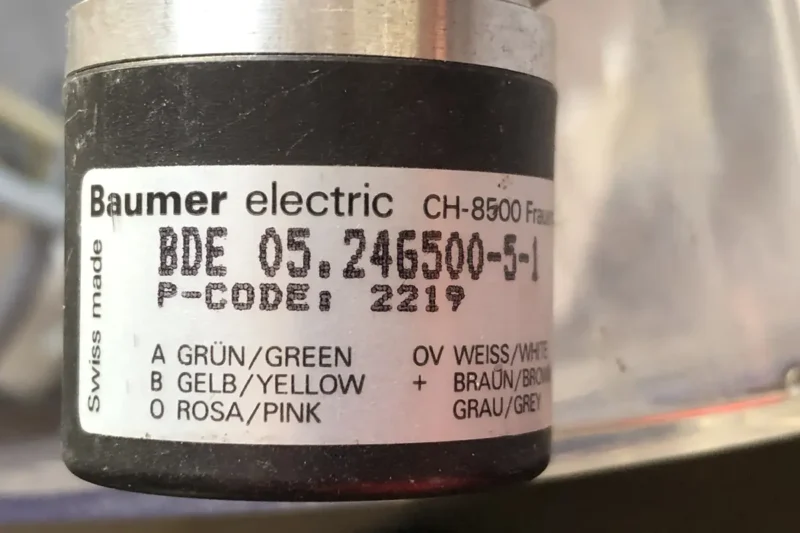 Baumer electric CH-8500
BDE 05.24G500-5-1
P-CODE: 2219
Swiss made
A GRÜN/GREEN
B GELB/YELLOW
O ROSA/PINK
OV WEISS/WHITE
+ BRAUN/BROWN
GRAU/GREY